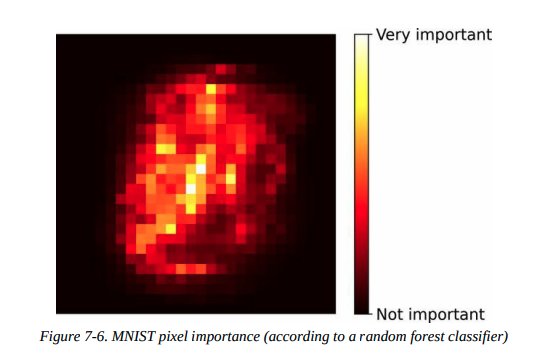 Very important
Not important
Figure 7-6. MNIST pixel importance (according to a random forest classifier)